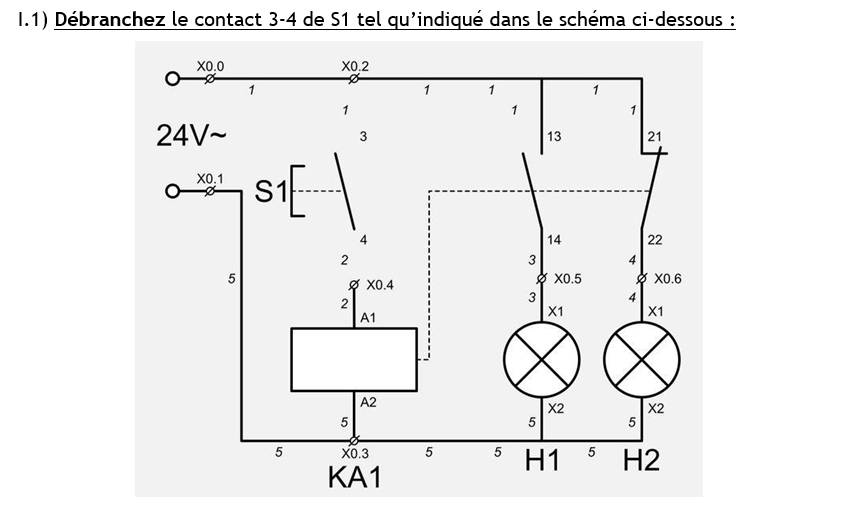 I.1) Débranchez le contact 3-4 de S1 tel qu’indiqué dans le schéma ci-dessous :
X0.0 X0.2
1 1 1 1
1 1 1
24V~ 3 13 21
X0.1 S1
4 14 22
2 3 4
5 X0.4 X0.5 X0.6
2 3 4
A1 X1 X1
A2 X2 X2
5 5 5
5 X0.3 5 5 5
KA1 H1 H2